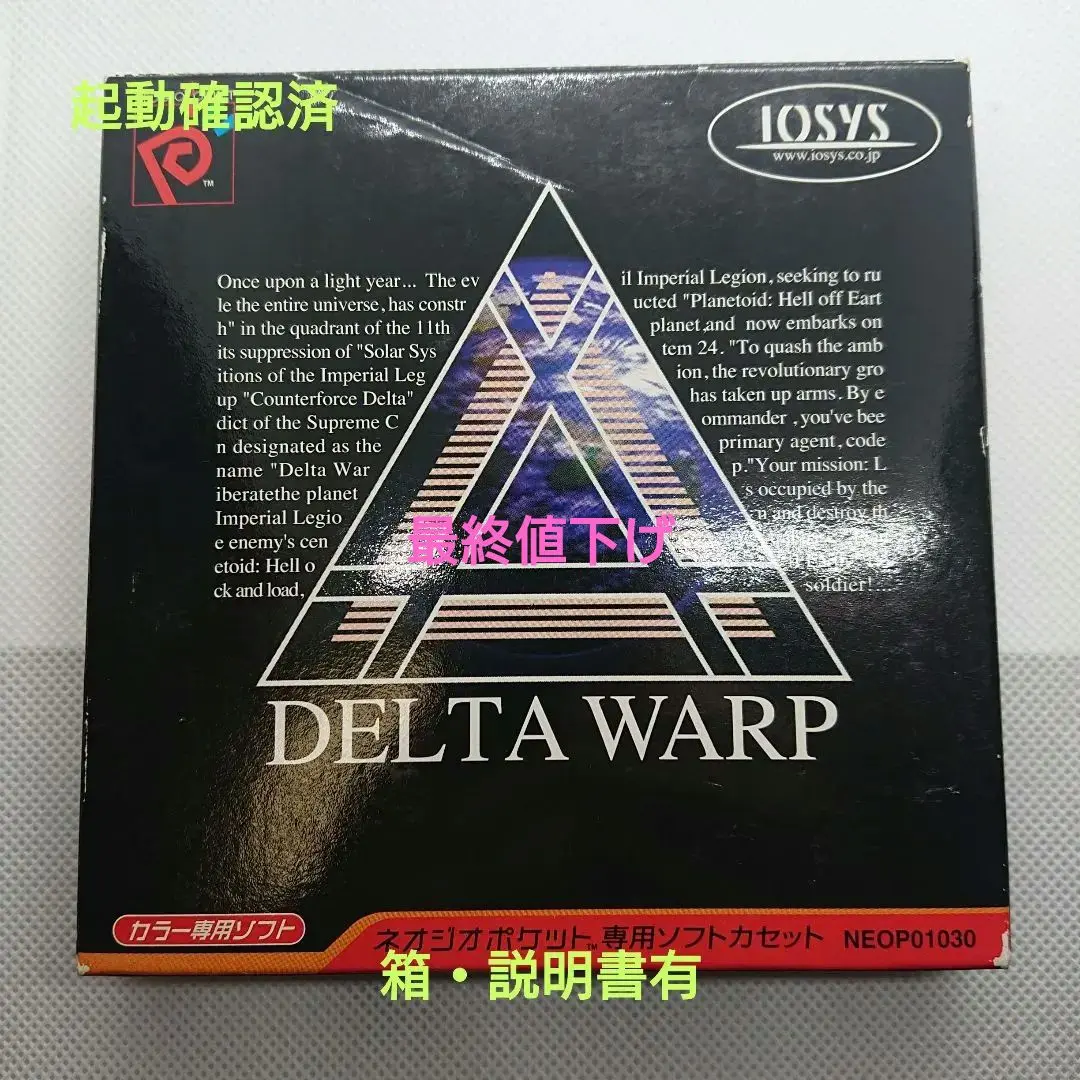 起動確認済
IOSYS
www.iosys.co.jp
TM
Once upon a light year... The ev il Imperial Legion, seeking to ru
le the entire universe, has constr ucted "Planetoid: Hell off Eart
h" in the quadrant of the 11th planet,and now embarks on
its suppression of "Solar Sys tem 24. "To quash the amb
itions of the Imperial Leg ion, the revolutionary gro
up "Counterforce Delta" has taken up arms. By e
dict of the Supreme C ommander ,you've bee
n designated as the primary agent, code
name "Delta War p."Your mission: L
iberatethe planet s occupied by the
Imperial Legio n and destroy th
e enemy's cen
etoid: Hell o
ck and load, soldier!....
最終値下げ
DELTA WARP
カラー専用ソフト
ネオジオポケット™専用ソフトカセット NEOP01030
箱・説明書有